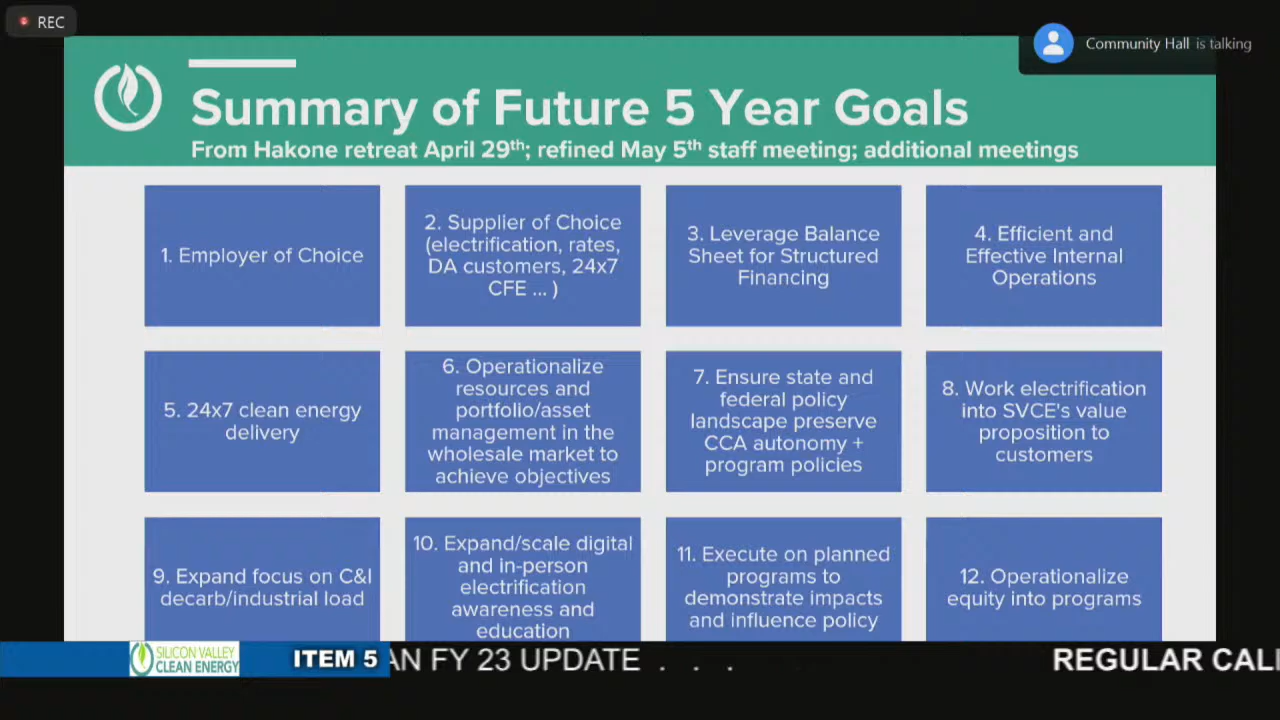 REC
Community Hall is talking
Summary of Future 5 Year Goals
From Hakone retreat April 29th; refined May 5th staff meeting; additional meetings
1. Employer of Choice
2. Supplier of Choice
(electrification, rates,
DA customers, 24x7
CFE ... )
3. Leverage Balance
Sheet for Structured
Financing
4. Efficient and
Effective Internal
Operations
5. 24x7 clean energy
delivery
6. Operationalize
resources and
portfolio/asset
management in the
wholesale market to
achieve objectives
7. Ensure state and
federal policy
landscape preserve
CCA autonomy +
program policies
8. Work electrification
into SVCE's value
proposition to
customers
9. Expand focus on C&I
decarb/industrial load
10. Expand/scale digital
and in-person
electrification
awareness and
education
11. Execute on planned
programs to
demonstrate impacts
and influence policy
12. Operationalize
equity into programs
SILICON VALLEY
CLEAN ENERGY
ITEM 5
AN FY 23 UPDATE . . .
REGULAR CAL